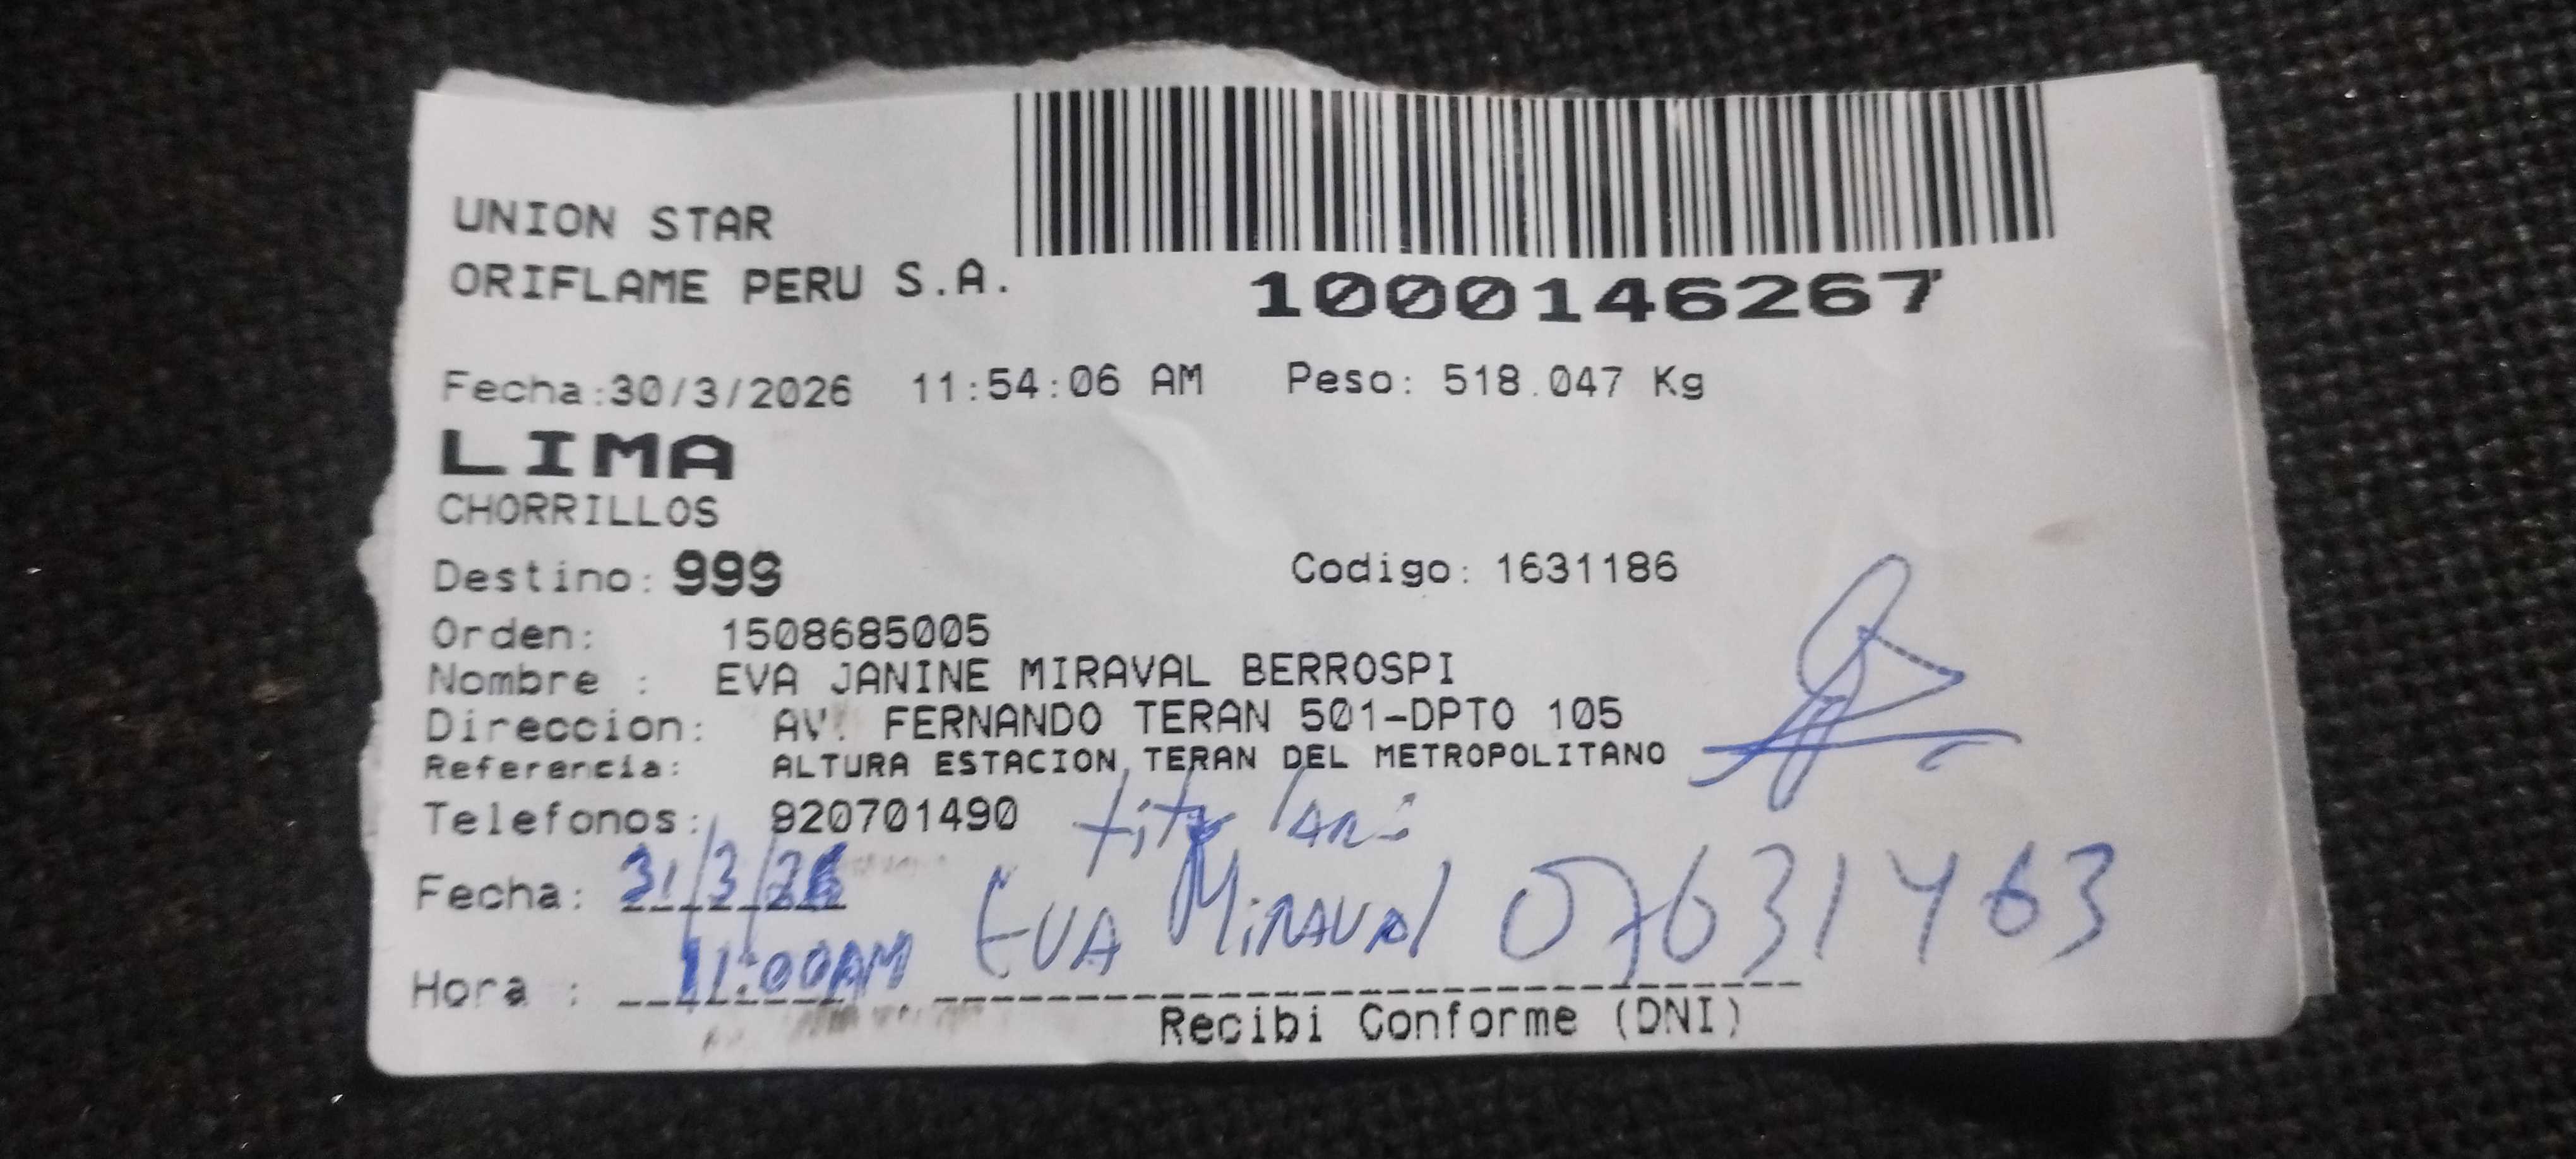 UNION STAR
ORIFLAME PERU S.A.
1000146267
Fecha:30/3/2026 11:54:06 AM Peso: 518.047 Kg
LIMA
CHORRILLOS
Destino: 999 Codigo: 1631186
Orden: 1508685005
Nombre : EVA JANINE MIRAVAL BERROSPI
Direccion: AV. FERNANDO TERAN 501-DPTO 105
Referencia: ALTURA ESTACION TERAN DEL METROPOLITANO
Telefonos: 920701490
Fecha: 31/3/26
EVA MIRAVAl 07631463
Hora : 11:00AM
Recibi Conforme (DNI)